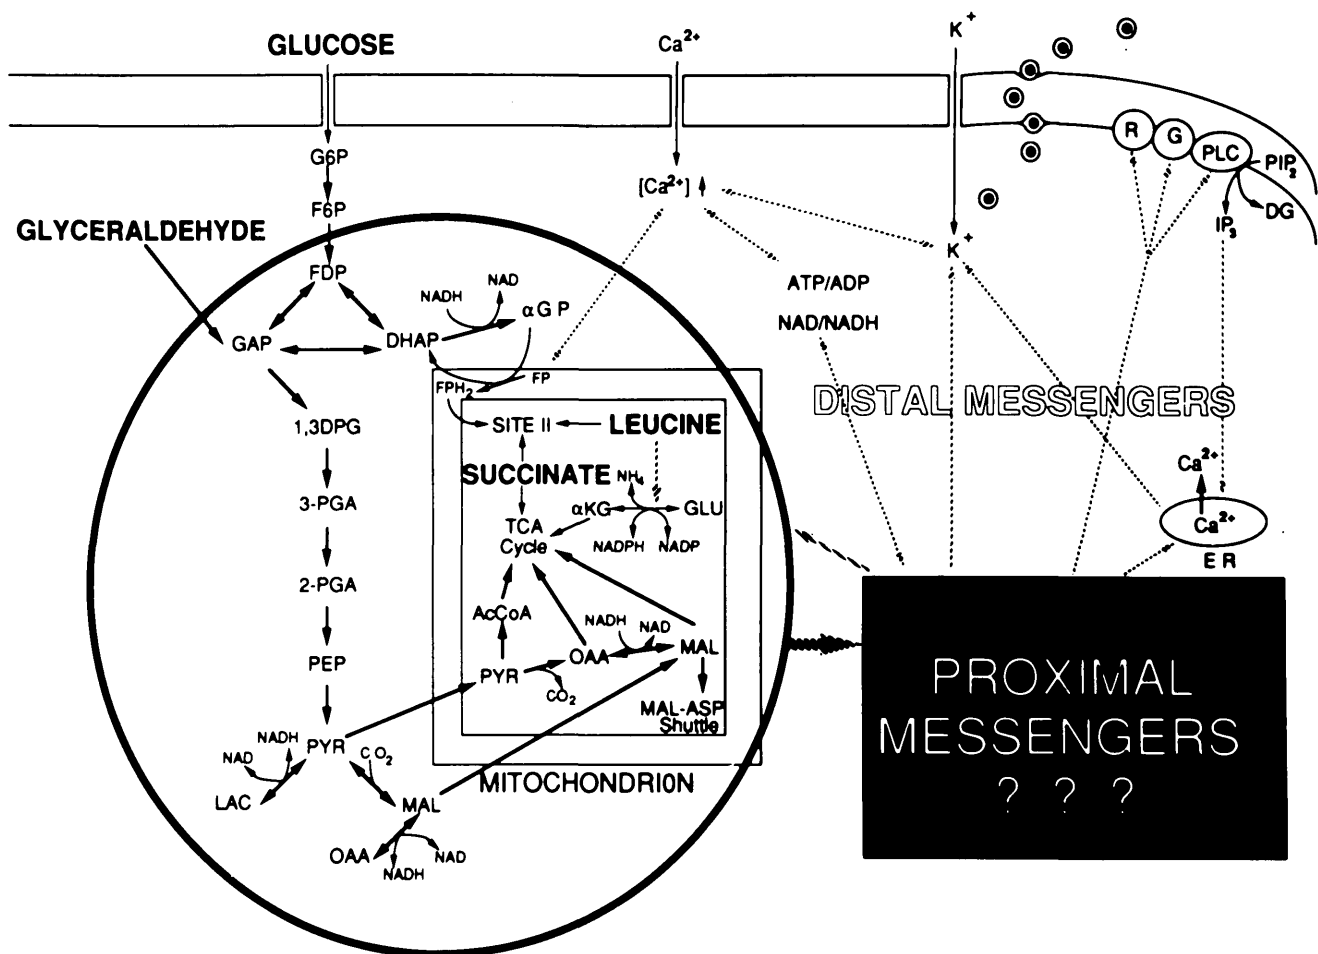 GLUCOSE
Ca²⁺
K⁺
G6P
[Ca²⁺]
R
G
PLC
PIP₂
IP₃
DG
F6P
GLYCERALDEHYDE
K⁺
FDP
NADH
NAD
αGP
ATP/ADP
NAD/NADH
GAP
DHAP
FPH₂
FP
DISTAL MESSENGERS
1,3DPG
SITE II
LEUCINE
SUCCINATE
NH₄
Ca²⁺
3-PGA
αKG
GLU
TCA
Cycle
NADPH
NADP
Ca²⁺
ER
2-PGA
AcCoA
NADH
NAD
PEP
PYR
OAA
MAL
CO₂
MAL-ASP
Shuttle
PROXIMAL
MESSENGERS
? ? ?
NADH
PYR
CO₂
NAD
MITOCHONDRION
LAC
MAL
OAA
NAD
NADH